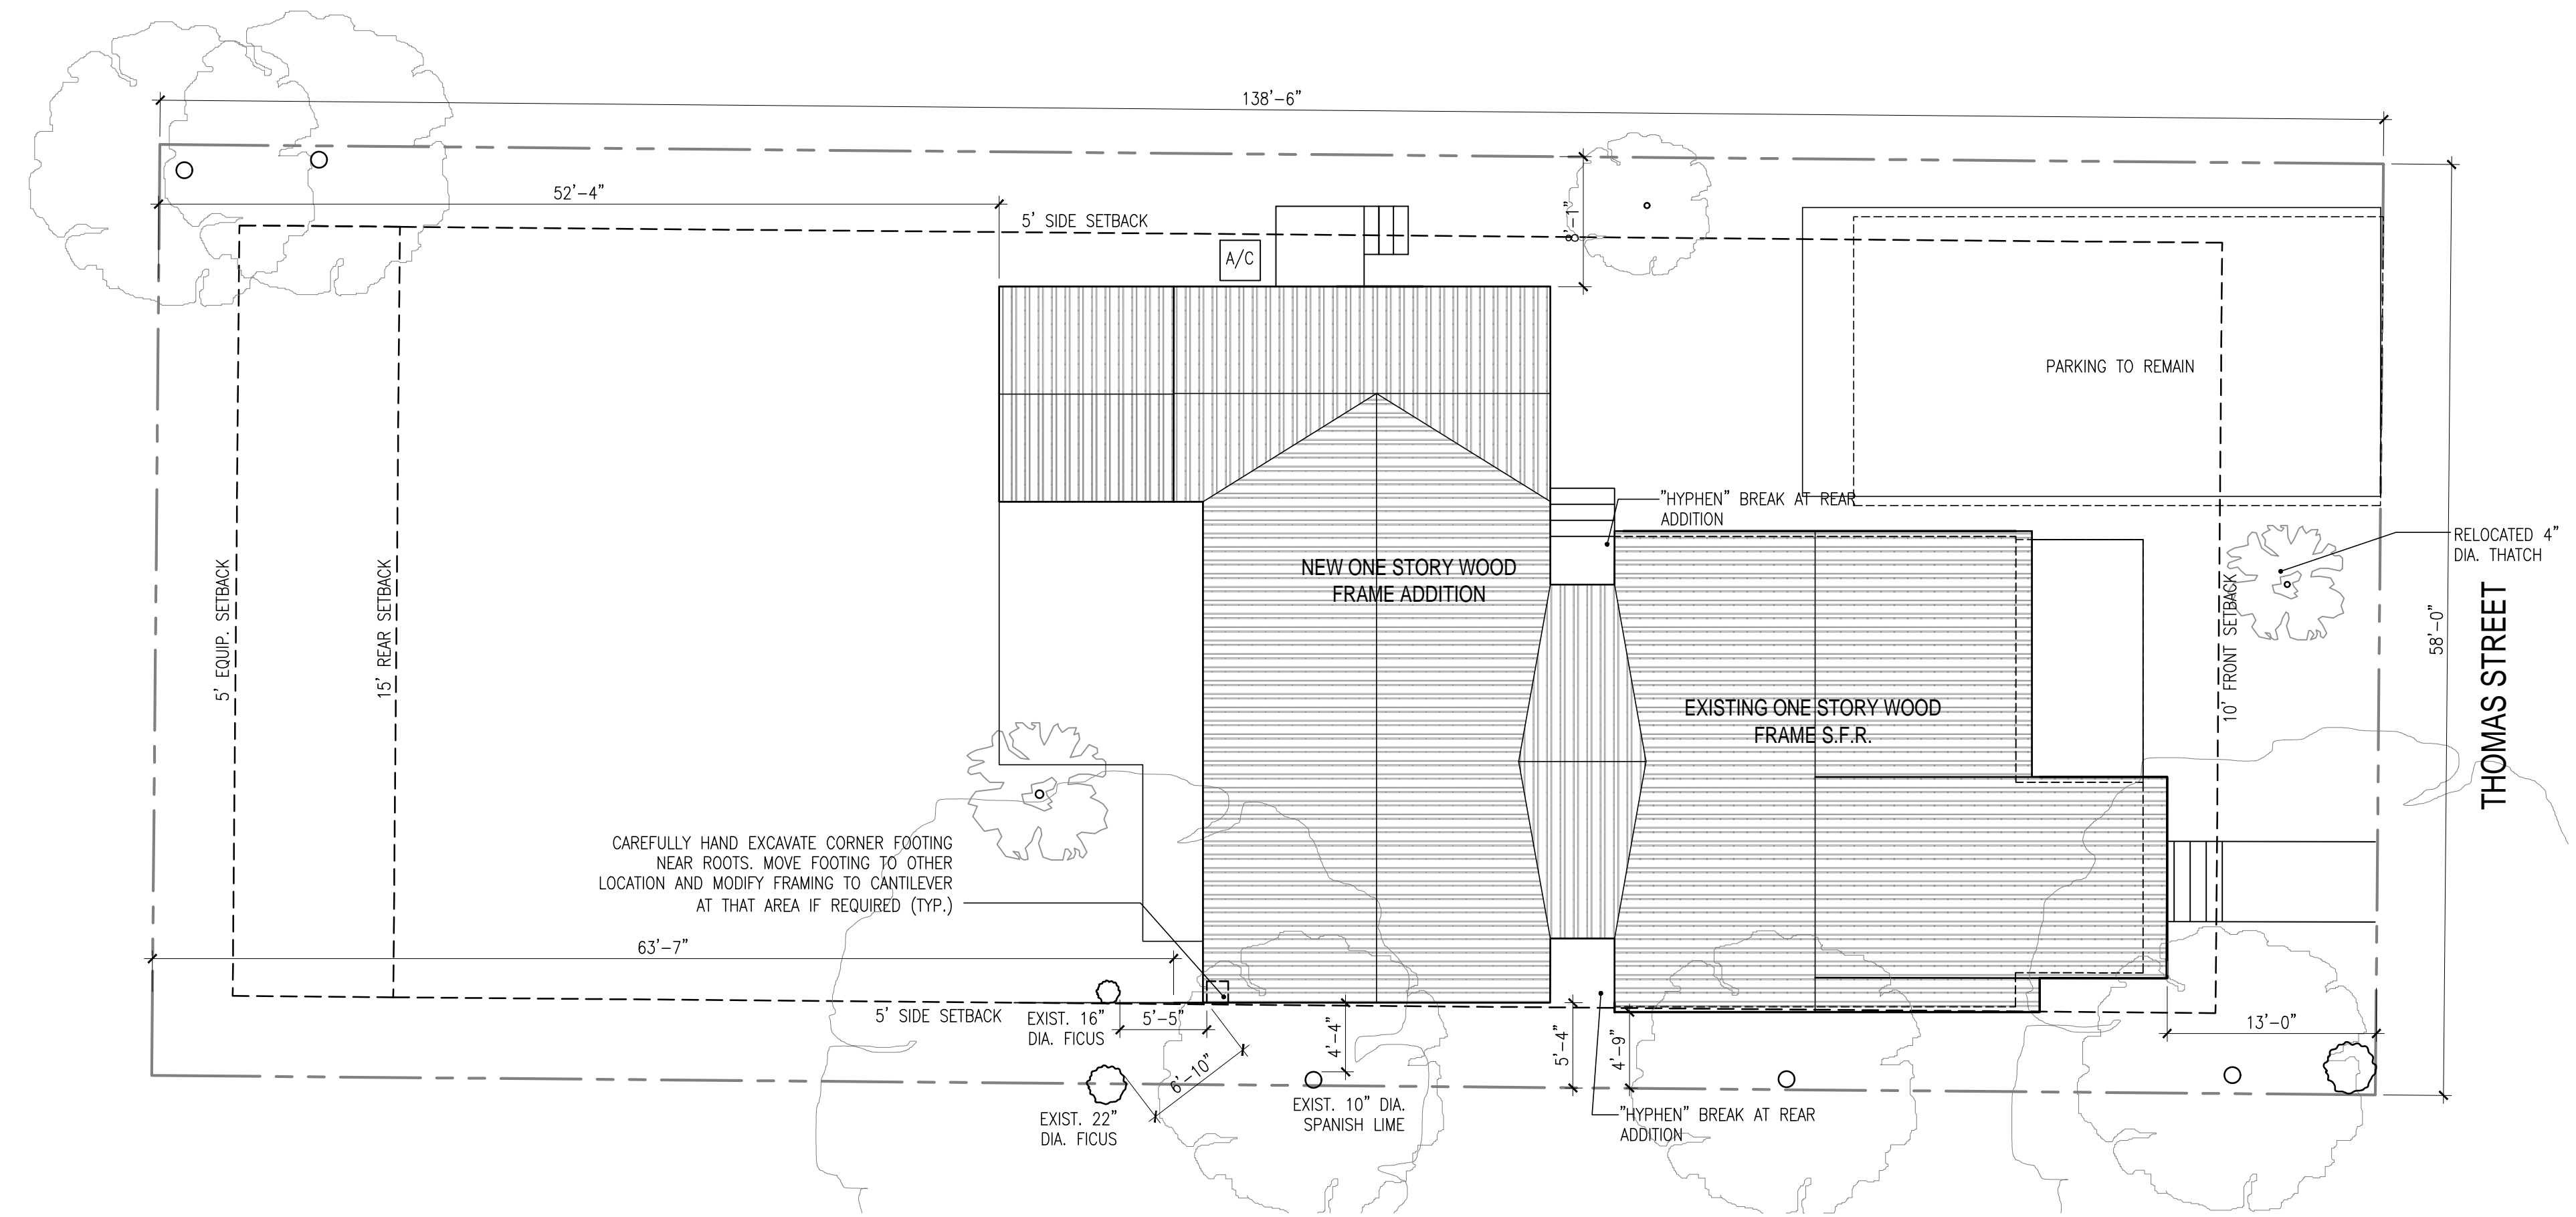 138'-6"
52'-4"
5' SIDE SETBACK
8'-1"
A/C
PARKING TO REMAIN
"HYPHEN" BREAK AT REAR
ADDITION
RELOCATED 4"
DIA. THATCH
NEW ONE STORY WOOD
FRAME ADDITION
5' EQUIP. SETBACK
15' REAR SETBACK
10' FRONT SETBACK
58'-0"
THOMAS STREET
EXISTING ONE STORY WOOD
FRAME S.F.R.
CAREFULLY HAND EXCAVATE CORNER FOOTING
NEAR ROOTS. MOVE FOOTING TO OTHER
LOCATION AND MODIFY FRAMING TO CANTILEVER
AT THAT AREA IF REQUIRED (TYP.)
63'-7"
5' SIDE SETBACK
EXIST. 16"
DIA. FICUS
5'-5"
4'-4"
5'-4"
4'-9"
13'-0"
6'-10"
EXIST. 22"
DIA. FICUS
EXIST. 10" DIA.
SPANISH LIME
"HYPHEN" BREAK AT REAR
ADDITION